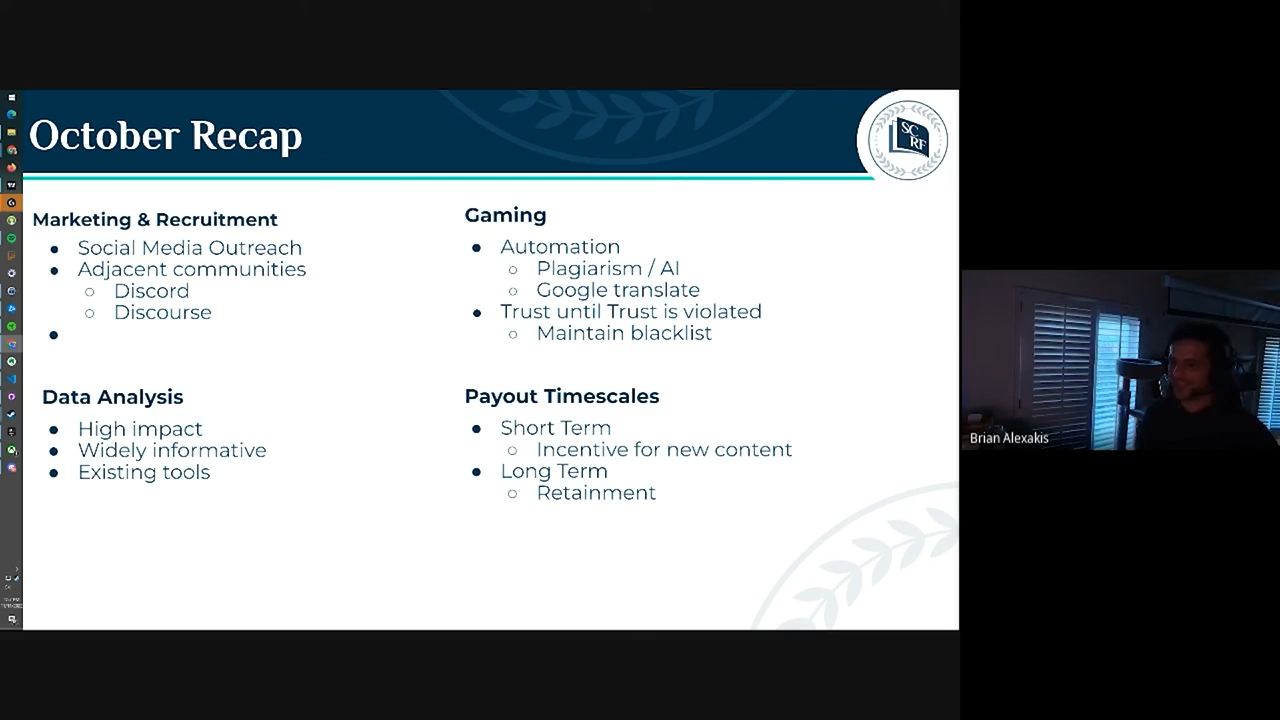 October Recap
SC
RF
Marketing & Recruitment
Social Media Outreach
Adjacent communities
Discord
Discourse
Data Analysis
High impact
Widely informative
Existing tools
Gaming
Automation
Plagiarism / AI
Google translate
Trust until Trust is violated
Maintain blacklist
Payout Timescales
Short Term
Incentive for new content
Long Term
Retainment
Brian Alexakis